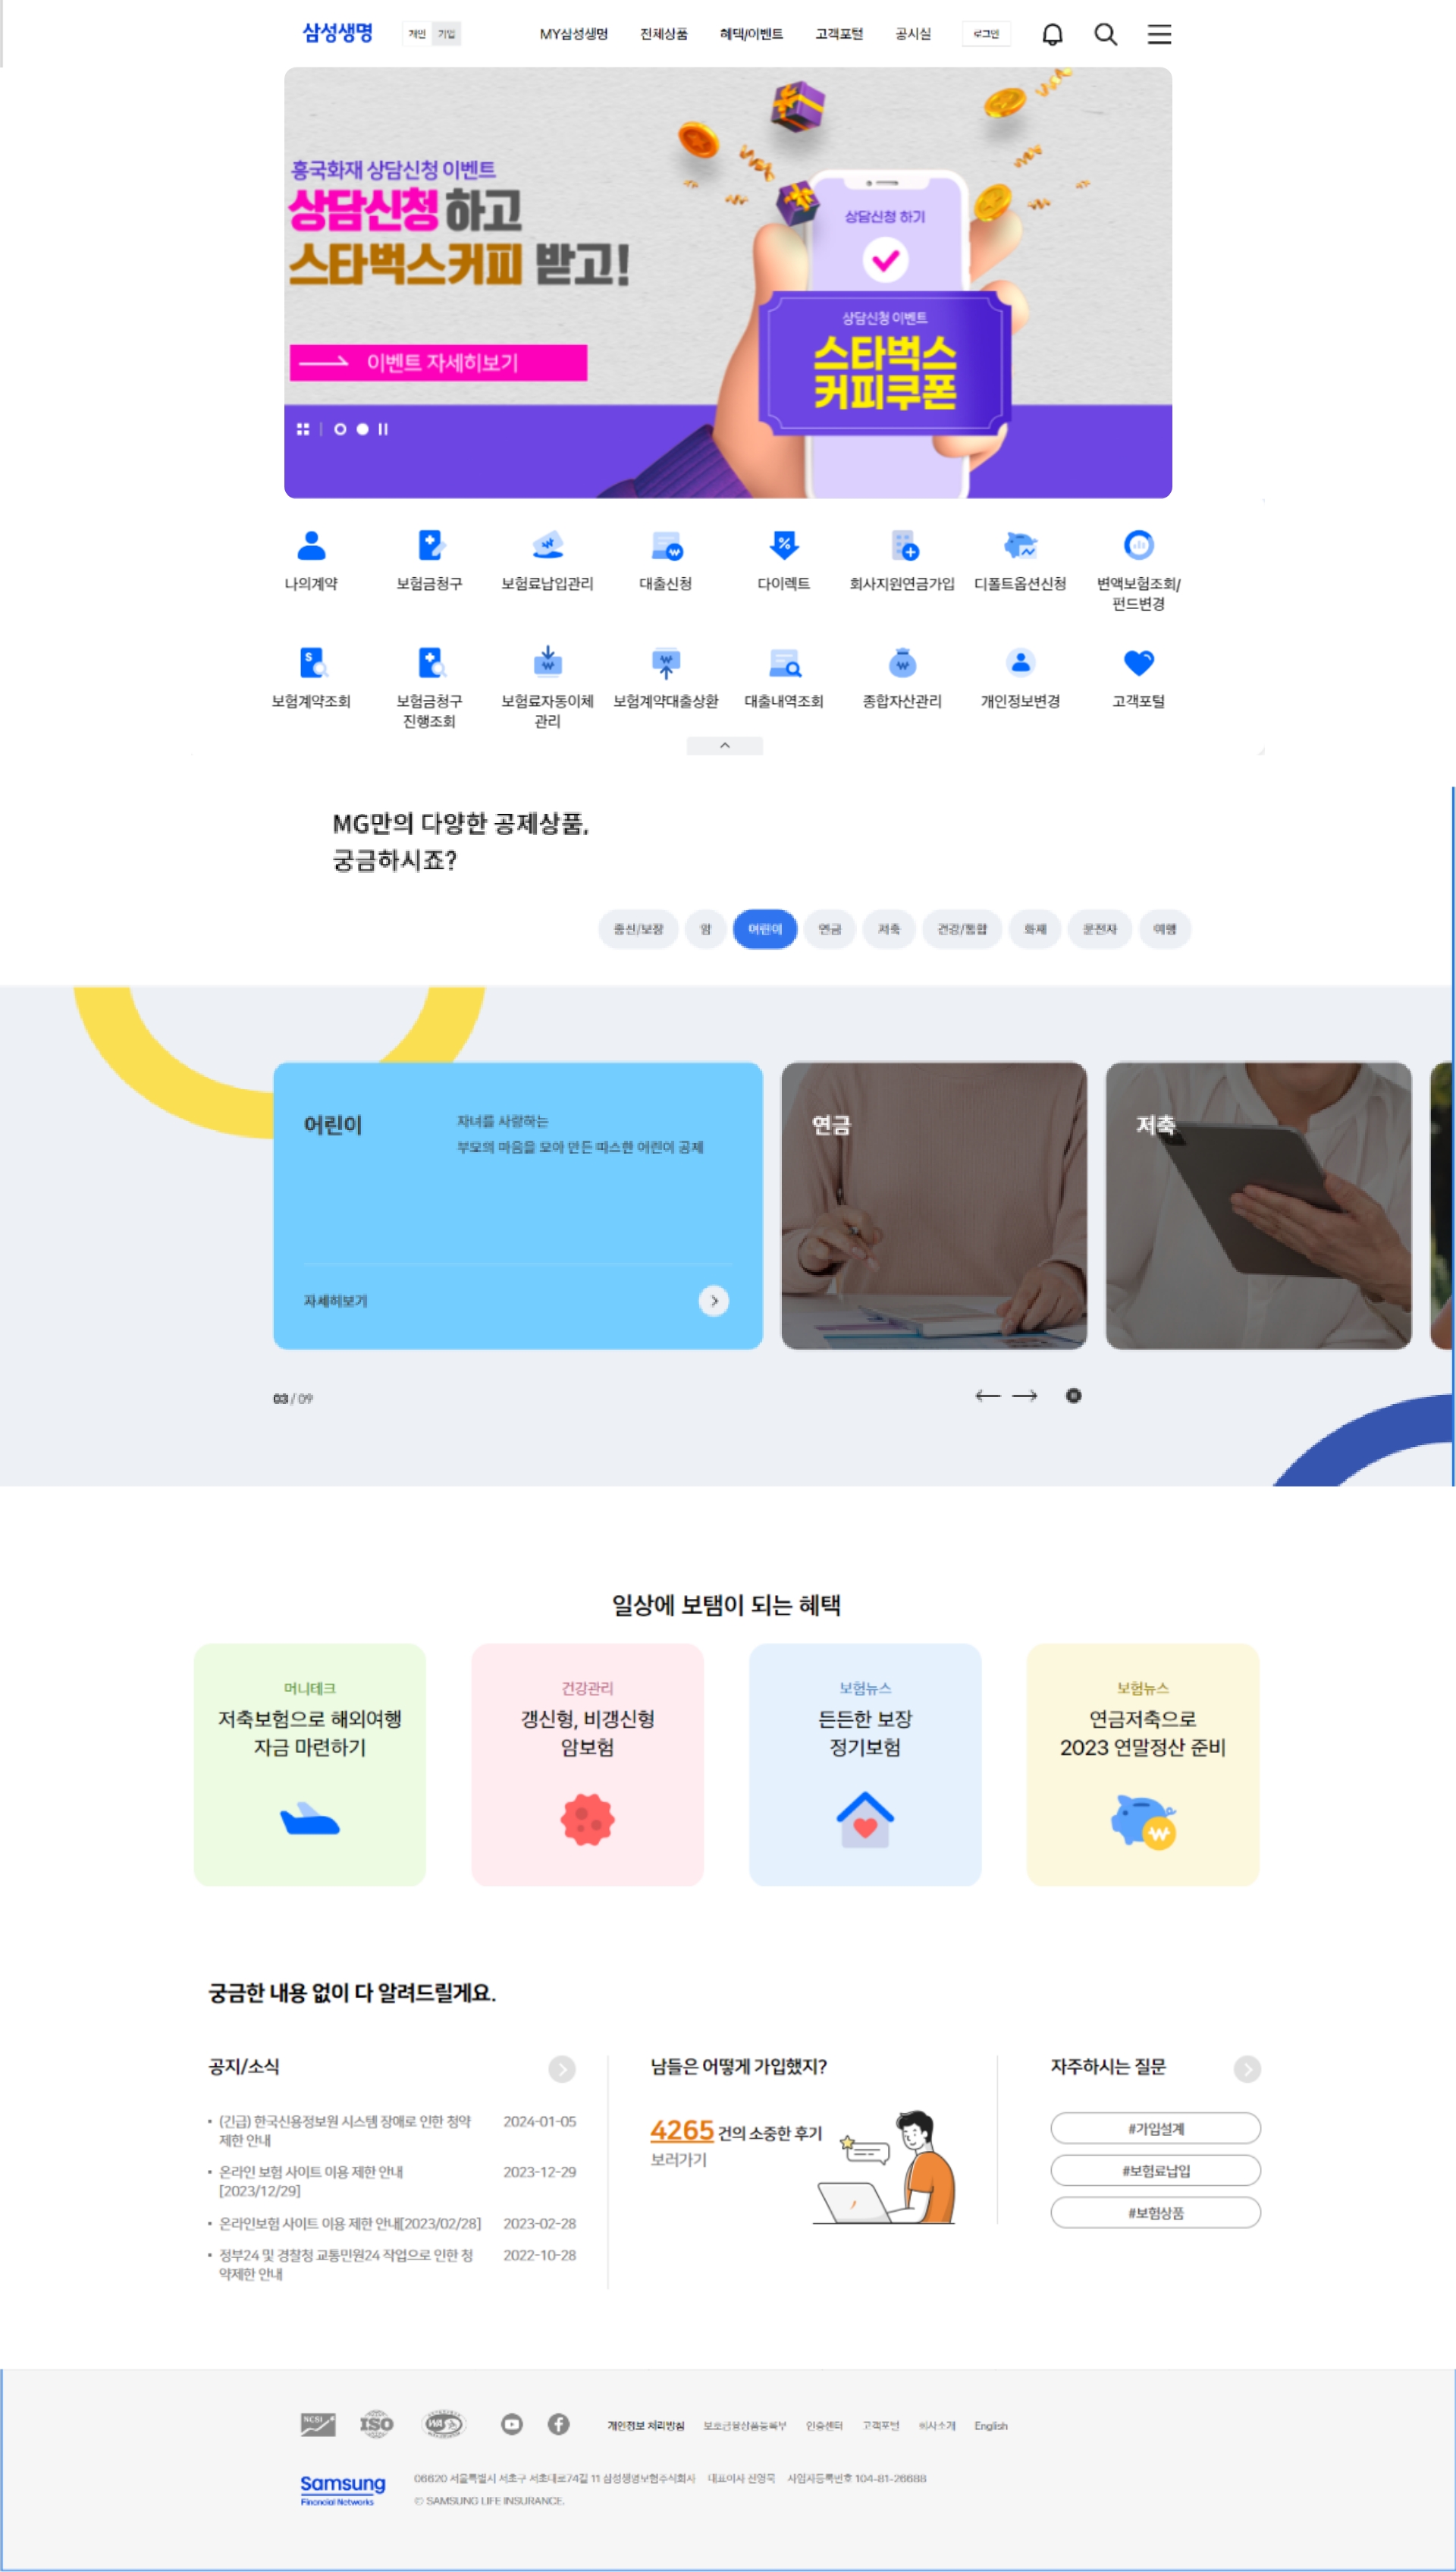 삼성생명
개인 기업
MY삼성생명 전체상품 혜택/이벤트 고객포털 공시실 로그인
흥국화재 상담신청 이벤트
상담신청 하고
스타벅스커피 받고!
이벤트 자세히보기
상담신청 하기
상담신청 이벤트
스타벅스
커피쿠폰
나의계약 보험금청구 보험료납입관리 대출신청 다이렉트 회사지원연금가입 디폴트옵션신청 변액보험조회/
펀드변경
보험계약조회 보험금청구 보험료자동이체 보험계약대출상환 대출내역조회 종합자산관리 개인정보변경 고객포털
진행조회 관리
MG만의 다양한 공제상품,
궁금하시죠?
종신/보장 암 어린이 연금 저축 건강/통합 화재 운전자 여행
어린이
자녀를 사랑하는
부모의 마음을 모아 만든 따스한 어린이 공제
자세히보기
연금
저축
03 / 09
일상에 보탬이 되는 혜택
머니테크
저축보험으로 해외여행
자금 마련하기
건강관리
갱신형, 비갱신형
암보험
보험뉴스
든든한 보장
정기보험
보험뉴스
연금저축으로
2023 연말정산 준비
궁금한 내용 없이 다 알려드릴게요.
공지/소식
• (긴급) 한국신용정보원 시스템 장애로 인한 청약 2024-01-05
제한 안내
• 온라인 보험 사이트 이용 제한 안내 2023-12-29
[2023/12/29]
• 온라인보험 사이트 이용 제한 안내[2023/02/28] 2023-02-28
• 정부24 및 경찰청 교통민원24 작업으로 인한 청 2022-10-28
약제한 안내
남들은 어떻게 가입했지?
4265 건의 소중한 후기
보러가기
자주하시는 질문
#가입설계
#보험료납입
#보험상품
NCSI ISO WA
개인정보 처리방침 보호금융상품등록부 인증센터 고객포털 회사소개 English
Samsung
Financial Networks
06620 서울특별시 서초구 서초대로74길 11 삼성생명보험주식회사 대표이사 전영묵 사업자등록번호 104-81-26688
© SAMSUNG LIFE INSURANCE.